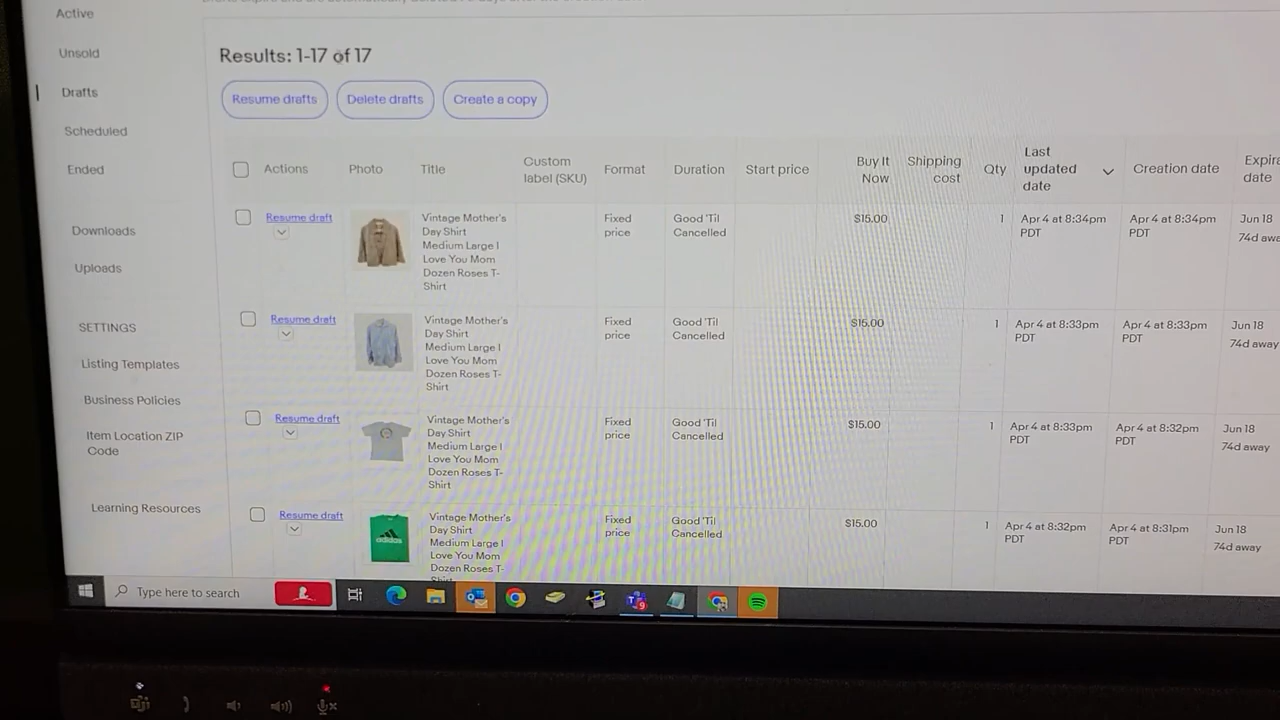 Active
Unsold
Drafts
Scheduled
Ended
Downloads
Uploads
SETTINGS
Listing Templates
Business Policies
Item Location ZIP
Code
Learning Resources
Results: 1-17 of 17
Resume drafts Delete drafts Create a copy
Actions Photo Title Custom label (SKU) Format Duration Start price Buy It Now Shipping cost Qty Last updated date Creation date date
Resume draft
Vintage Mother's
Day Shirt
Medium Large I
Love You Mom
Dozen Roses T-
Shirt
Fixed
price
Good 'Til
Cancelled
$15.00
1
Apr 4 at 8:34pm
PDT
Apr 4 at 8:34pm
PDT
Jun 18
74d
Resume draft
Vintage Mother's
Day Shirt
Medium Large I
Love You Mom
Dozen Roses T-
Shirt
Fixed
price
Good 'Til
Cancelled
$15.00
1
Apr 4 at 8:33pm
PDT
Apr 4 at 8:33pm
PDT
Jun 18
74d away
Resume draft
Vintage Mother's
Day Shirt
Medium Large I
Love You Mom
Dozen Roses T-
Shirt
Fixed
price
Good 'Til
Cancelled
$15.00
1
Apr 4 at 8:33pm
PDT
Apr 4 at 8:32pm
PDT
Jun 18
74d away
Resume draft
adidas
Vintage Mother's
Day Shirt
Medium Large I
Love You Mom
Dozen Roses T-
Shirt
Fixed
price
Good 'Til
Cancelled
$15.00
1
Apr 4 at 8:32pm
PDT
Apr 4 at 8:31pm
PDT
Jun 18
74d away
Type here to search
9